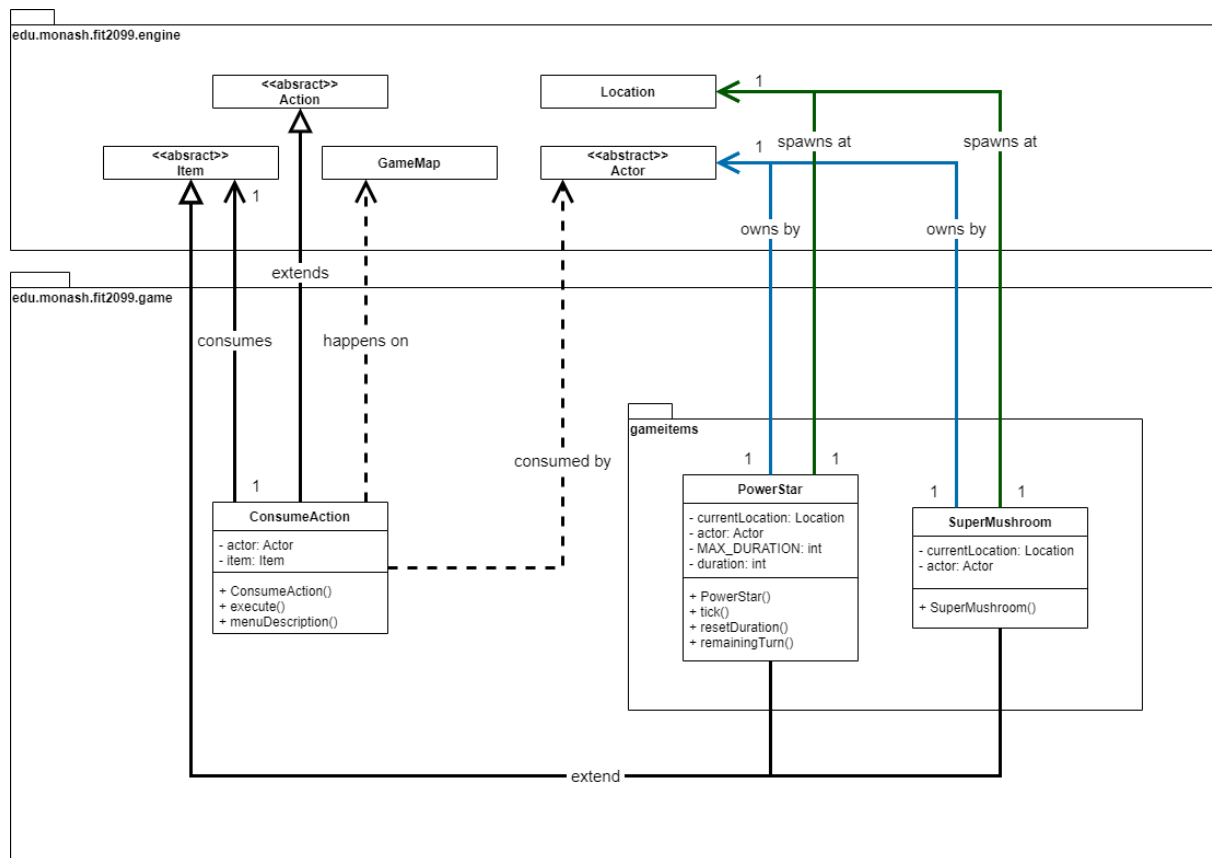 edu.monash.fit2099.engine
<<absract>>
Action
Location
1
<<absract>>
Item
GameMap
<<abstract>>
Actor
1
spawns at
spawns at
1
owns by
owns by
extends
edu.monash.fit2099.game
consumes
happens on
gameitems
consumed by
1
1
1
PowerStar
1
1
ConsumeAction
- currentLocation: Location
- actor: Actor
- MAX_DURATION: int
- duration: int
SuperMushroom
- actor: Actor
- item: Item
- currentLocation: Location
- actor: Actor
+ ConsumeAction()
+ execute()
+ menuDescription()
+ PowerStar()
+ tick()
+ resetDuration()
+ remainingTurn()
+ SuperMushroom()
extend